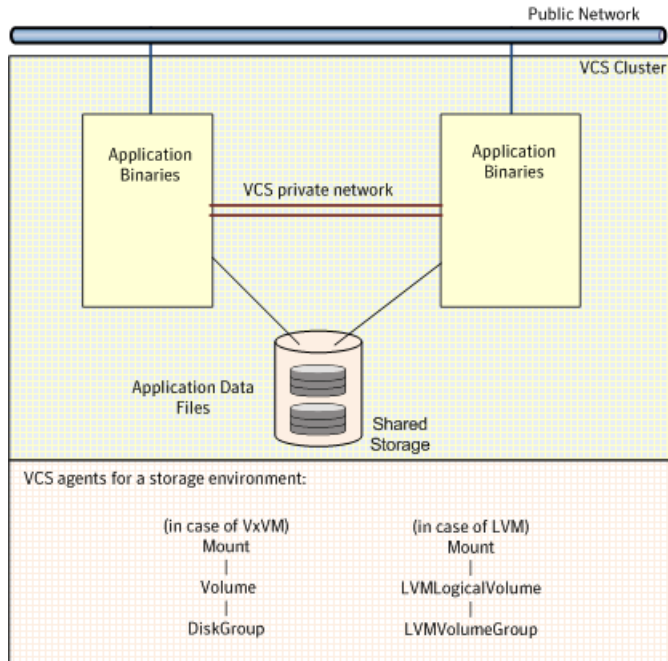 Public Network
VCS Cluster
Application
Binaries
Application
Binaries
VCS private network
Application Data
Files
Shared
Storage
VCS agents for a storage environment:
(in case of VxVM)
Mount
|
Volume
|
DiskGroup
(in case of LVM)
Mount
|
LVMLogicalVolume
|
LVMVolumeGroup